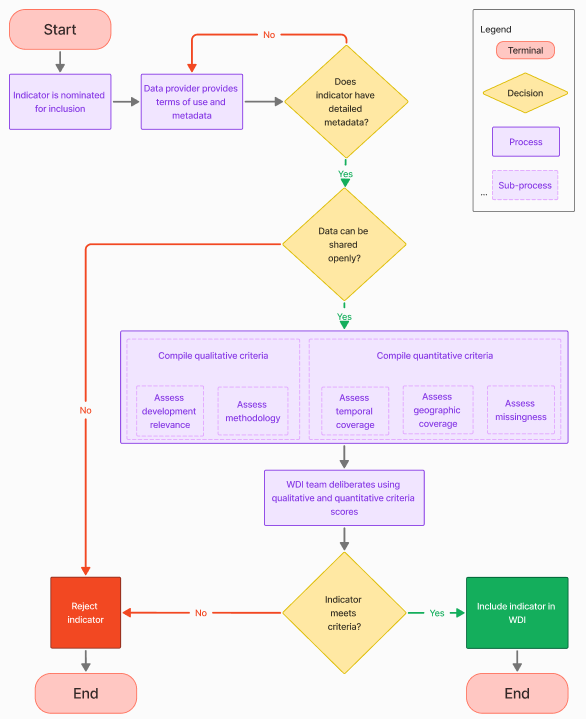 Start
Indicator is nominated
for inclusion
Data provider provides
terms of use and
metadata
No
Does
indicator have
detailed
metadata?
Legend
Terminal
Decision
Process
Sub-process
...
Yes
Data can be
shared
openly?
No
Yes
Compile qualitative criteria
Assess
development
relevance
Assess
methodology
Compile quantitative criteria
Assess
temporal
coverage
Assess
geographic
coverage
Assess
missingness
WDI team deliberates using
qualitative and quantitative criteria
scores
Indicator
meets
criteria?
No
Reject
indicator
End
Yes
Include indicator in
WDI
End